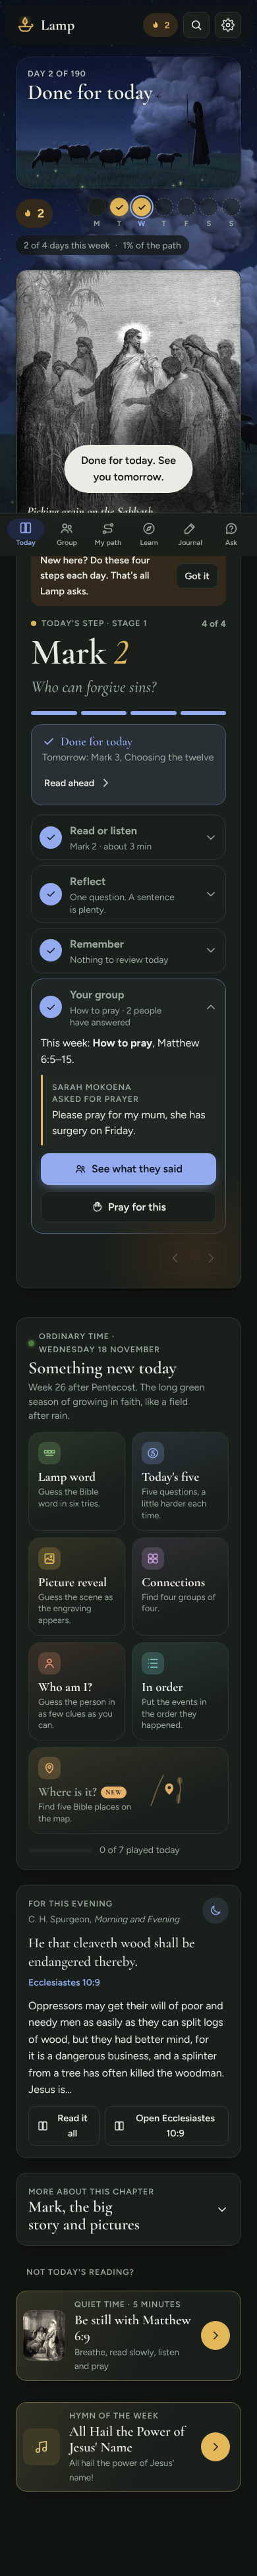 Lamp
2
DAY 2 OF 190
Done for today
2
M T W T F S S
2 of 4 days this week · 1% of the path
Done for today. See
you tomorrow.
Picking grain on the Sabbath
Today Group My path Learn Journal Ask
New here? Do these four
steps each day. That's all
Lamp asks.
Got it
TODAY'S STEP · STAGE 1
4 of 4
Mark 2
Who can forgive sins?
Done for today
Tomorrow: Mark 3, Choosing the twelve
Read ahead
Read or listen
Mark 2 · about 3 min
Reflect
One question. A sentence
is plenty.
Remember
Nothing to review today
Your group
How to pray · 2 people
have answered
This week: How to pray, Matthew
6:5–15.
SARAH MOKOENA
ASKED FOR PRAYER
Please pray for my mum, she has
surgery on Friday.
See what they said
Pray for this
ORDINARY TIME ·
WEDNESDAY 18 NOVEMBER
Something new today
Week 26 after Pentecost. The long green
season of growing in faith, like a field
after rain.
Lamp word
Guess the Bible
word in six tries.
Today's five
Five questions, a
little harder each
time.
Picture reveal
Guess the scene as
the engraving
appears.
Connections
Find four groups of
four.
Who am I?
Guess the person in
as few clues as you
can.
In order
Put the events in
the order they
happened.
Where is it? NEW
Find five Bible places on
the map.
0 of 7 played today
FOR THIS EVENING
C. H. Spurgeon, Morning and Evening
He that cleaveth wood shall be
endangered thereby.
Ecclesiastes 10:9
Oppressors may get their will of poor and
needy men as easily as they can split logs
of wood, but they had better mind, for
it is a dangerous business, and a splinter
from a tree has often killed the woodman.
Jesus is…
Read it
all
Open Ecclesiastes
10:9
MORE ABOUT THIS CHAPTER
Mark, the big
story and pictures
NOT TODAY'S READING?
QUIET TIME · 5 MINUTES
Be still with Matthew
6:9
Breathe, read slowly, listen
and pray
HYMN OF THE WEEK
All Hail the Power of
Jesus' Name
All hail the power of Jesus'
name!